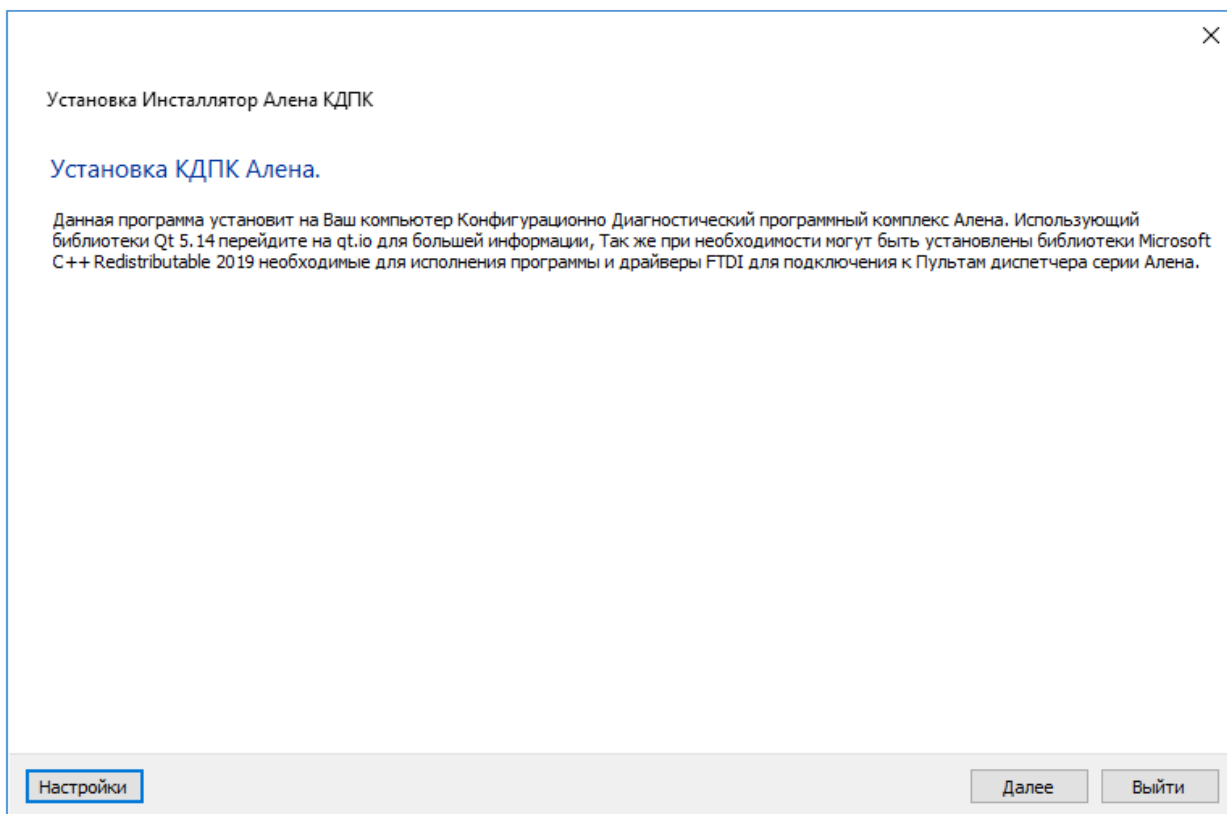 Установка Инсталлятор Алена КДПК
Установка КДПК Алена.
Данная программа установит на Ваш компьютер Конфигурационно Диагностический программный комплекс Алена. Использующий
библиотеки Qt 5.14 перейдите на qt.io для большей информации, Так же при необходимости могут быть установлены библиотеки Microsoft
C++ Redistributable 2019 необходимые для исполнения программы и драйверы FTDI для подключения к Пультам диспетчера серии Алена.
Настройки
Далее
Выйти